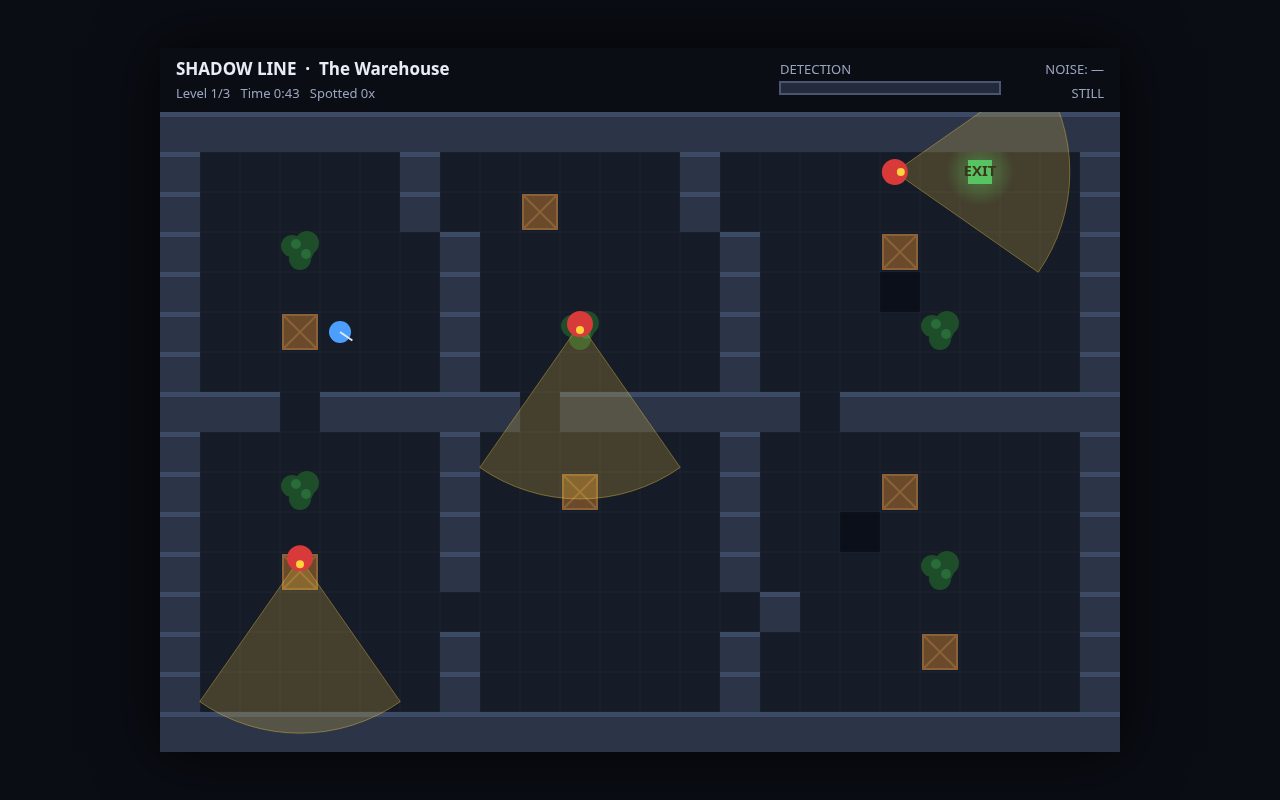 SHADOW LINE · The Warehouse
Level 1/3 Time 0:43 Spotted 0x
DETECTION
NOISE: —
STILL
EXIT